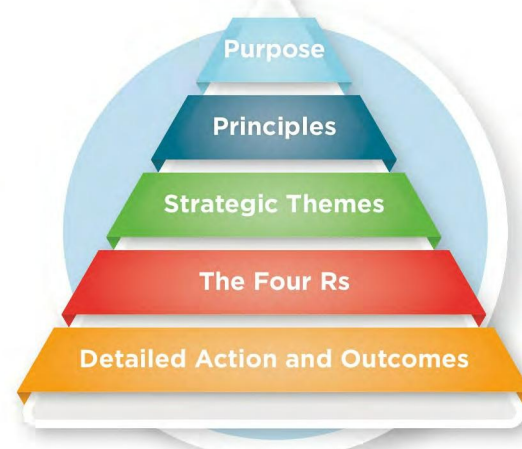 Purpose
Principles
Strategic Themes
The Four Rs
Detailed Action and Outcomes